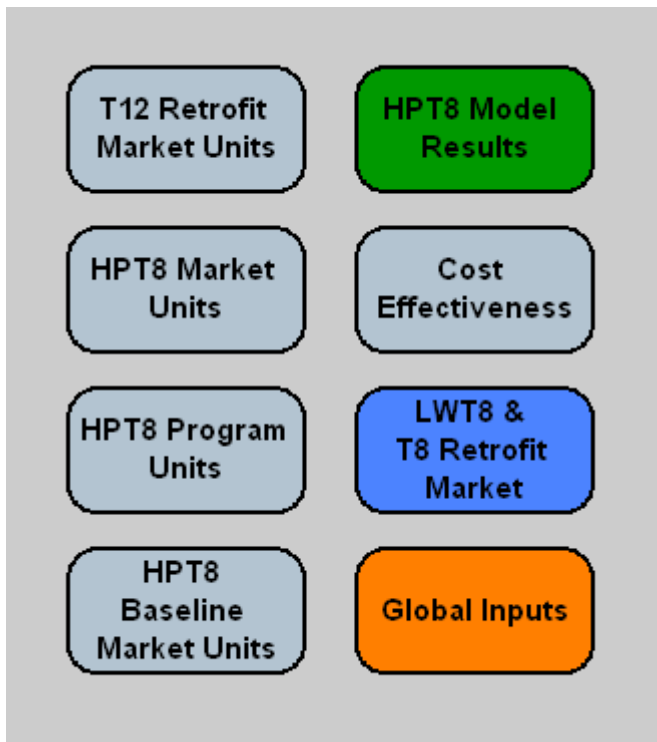 T12 Retrofit
Market Units
HPT8 Model
Results
HPT8 Market
Units
Cost
Effectiveness
HPT8 Program
Units
LWT8 &
T8 Retrofit
Market
HPT8
Baseline
Market Units
Global Inputs